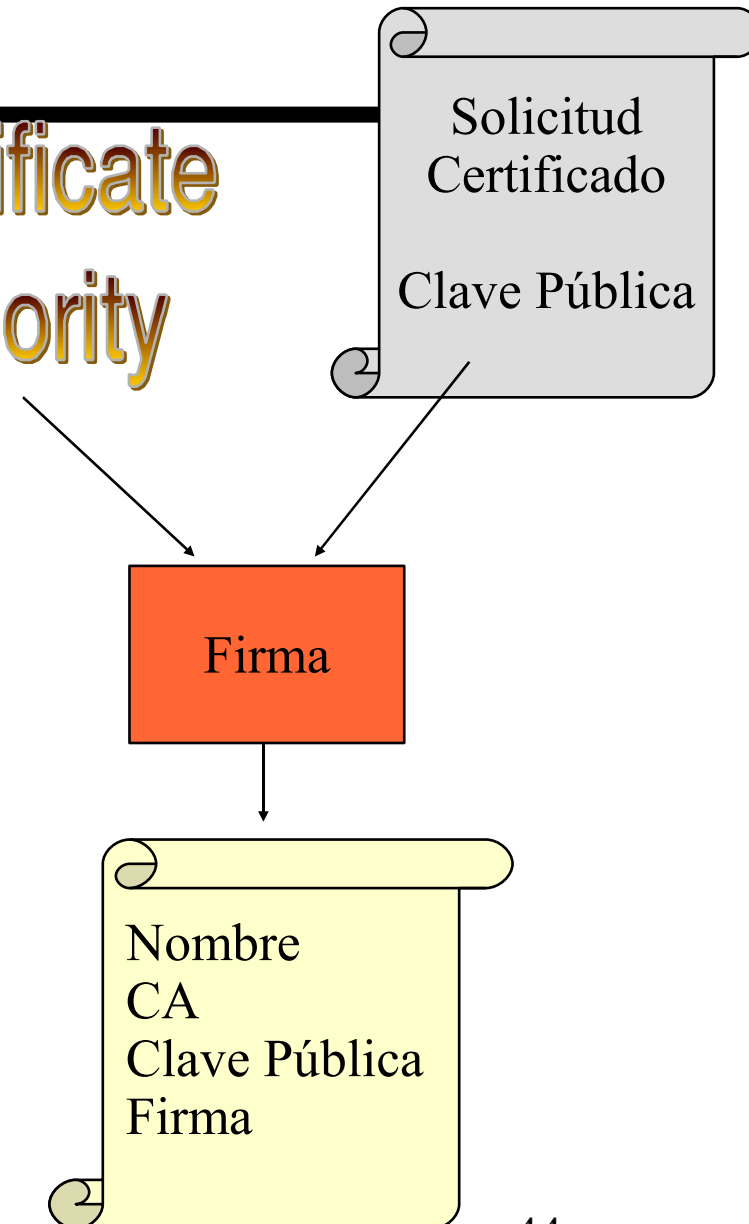 ificate
ority
Solicitud
Certificado
Clave Pública
Firma
Nombre
CA
Clave Pública
Firma